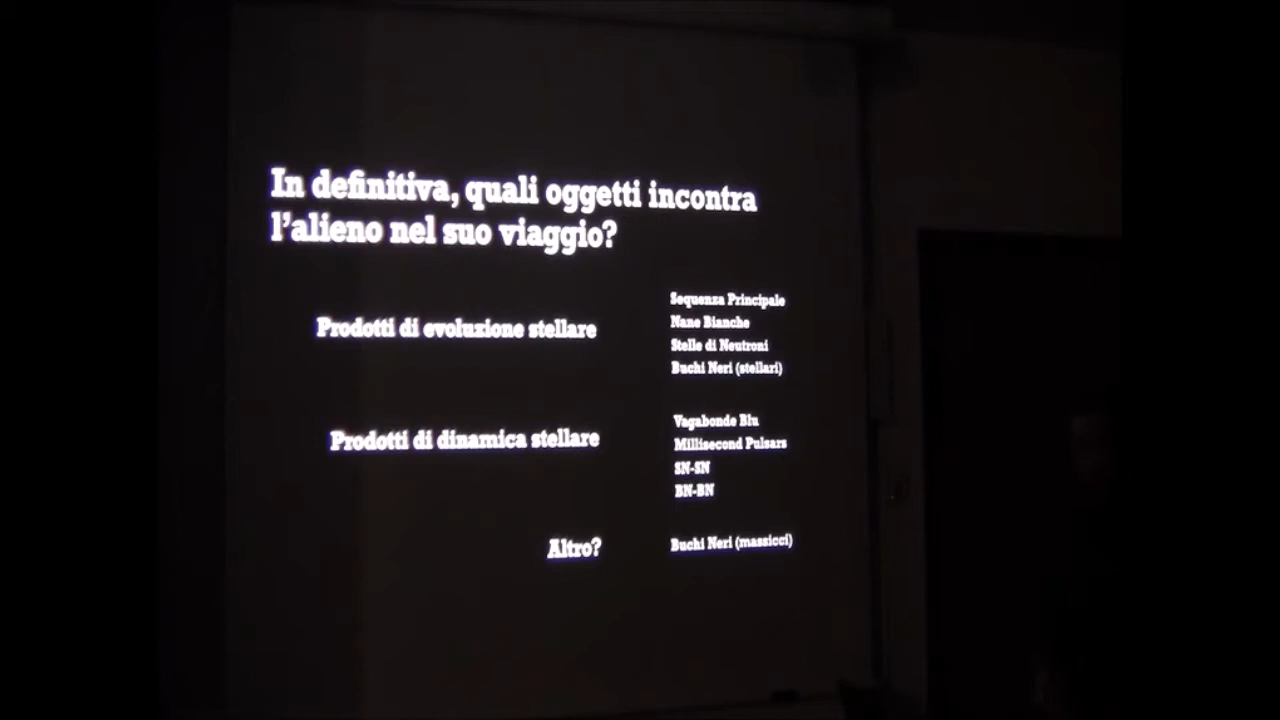 In definitiva, quali oggetti incontra
l'alieno nel suo viaggio?
Prodotti di evoluzione stellare
Sequenza Principale
Nane Bianche
Stelle di Neutroni
Buchi Neri (stellari)
Prodotti di dinamica stellare
Vagabonde Blu
Millisecond Pulsars
SN-SN
BN-BN
Altro?
Buchi Neri (massicci)